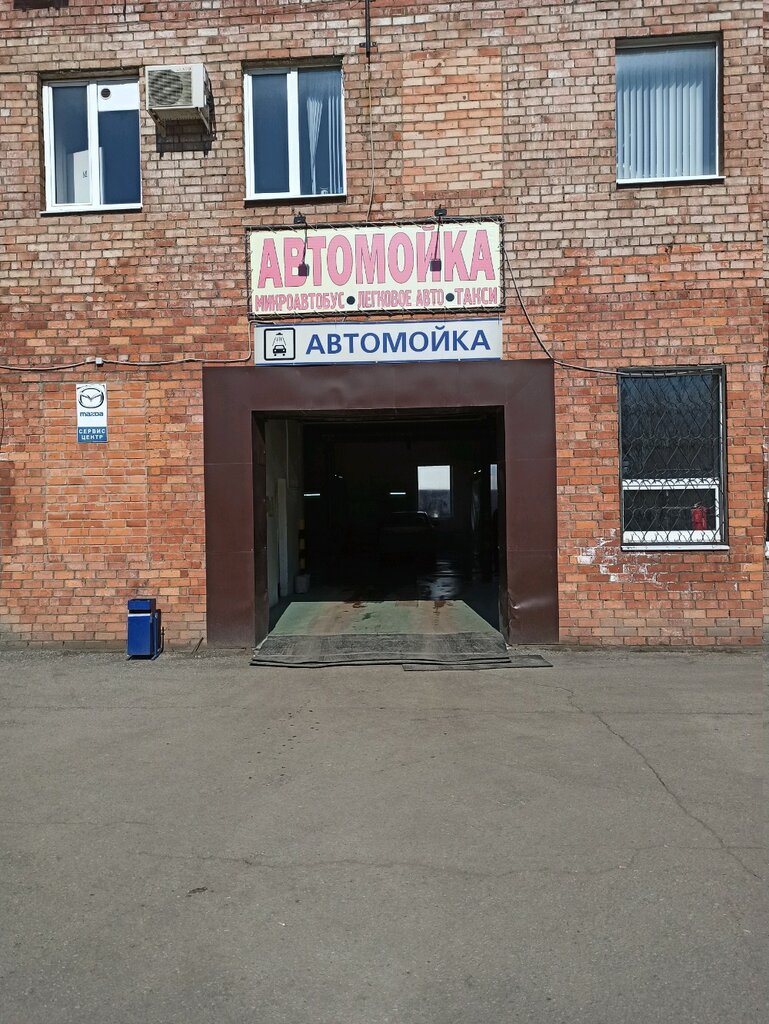 АВТОМОЙКА
МИКРОАВТОБУС • ЛЕГКОВОЕ АВТО • ТАКСИ
АВТОМОЙКА
mazda
СЕРВИС
ЦЕНТР